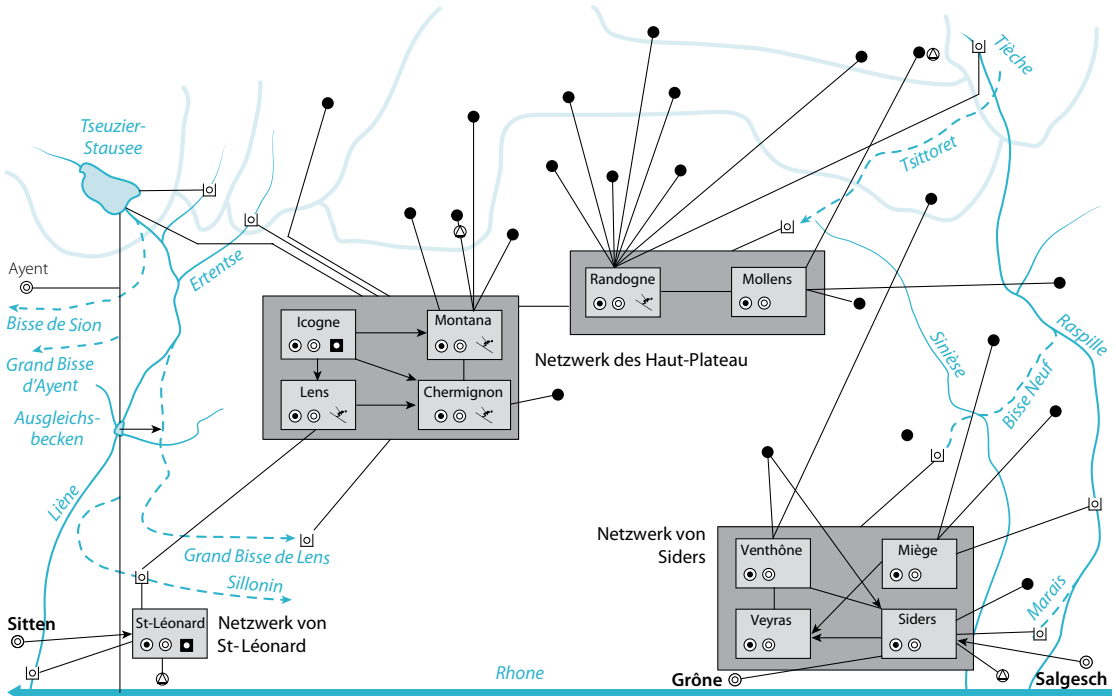 Tièche
Tseuzier-
Stausee
Tsittoret
Ayent
Ertentse
Randogne
Mollens
Bisse de Sion
Icogne
Montana
Raspille
Sinièse
Netzwerk des Haut-Plateau
Grand Bisse
d'Ayent
Bisse Neuf
Lens
Chermignon
Ausgleichs-
becken
Liène
Netzwerk von
Siders
Venthône
Miège
Grand Bisse de Lens
Sillonin
Marais
Sitten
St-Léonard
Netzwerk von
St-Léonard
Veyras
Siders
Rhone
Grône
Salgesch